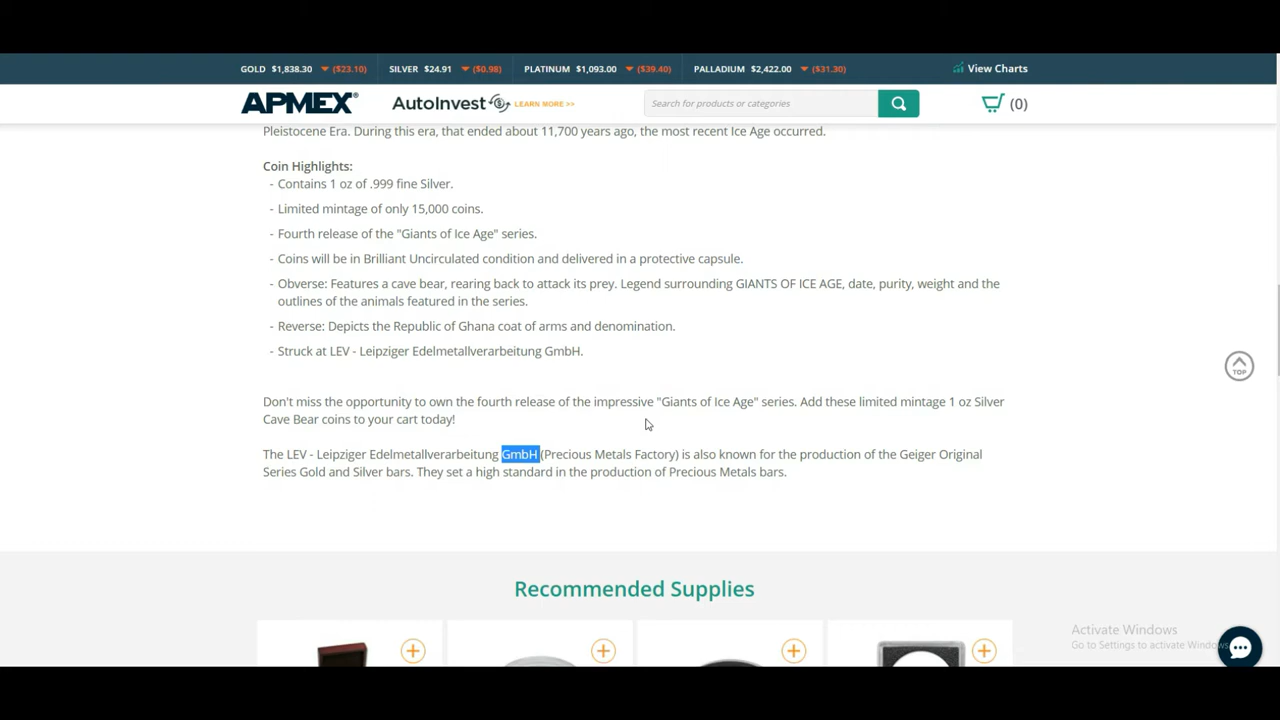 GOLD $1,838.30 ($23.10) SILVER $24.91 ($0.98) PLATINUM $1,093.00 ($39.40) PALLADIUM $2,422.00 ($31.30) View Charts
APMEX® AutoInvest LEARN MORE >> Search for products or categories (0)
Pleistocene Era. During this era, that ended about 11,700 years ago, the most recent Ice Age occurred.
Coin Highlights:
- Contains 1 oz of .999 fine Silver.
- Limited mintage of only 15,000 coins.
- Fourth release of the "Giants of Ice Age" series.
- Coins will be in Brilliant Uncirculated condition and delivered in a protective capsule.
- Obverse: Features a cave bear, rearing back to attack its prey. Legend surrounding GIANTS OF ICE AGE, date, purity, weight and the
outlines of the animals featured in the series.
- Reverse: Depicts the Republic of Ghana coat of arms and denomination.
- Struck at LEV - Leipziger Edelmetallverarbeitung GmbH.
TOP
Don't miss the opportunity to own the fourth release of the impressive "Giants of Ice Age" series. Add these limited mintage 1 oz Silver
Cave Bear coins to your cart today!
The LEV - Leipziger Edelmetallverarbeitung GmbH (Precious Metals Factory) is also known for the production of the Geiger Original
Series Gold and Silver bars. They set a high standard in the production of Precious Metals bars.
Recommended Supplies
Activate Windows
Go to Settings to activate Windows